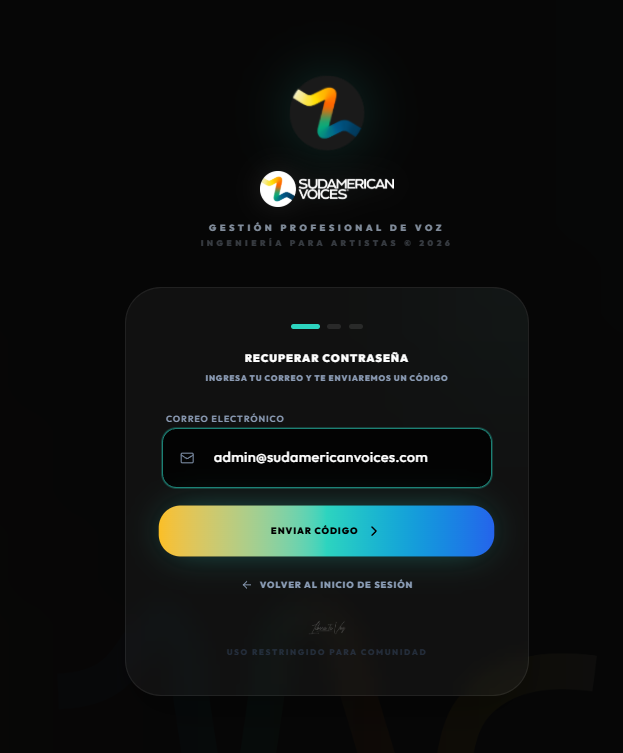 SUDAMERICAN
VOICES
GESTIÓN PROFESIONAL DE VOZ
INGENIERÍA PARA ARTISTAS © 2026
RECUPERAR CONTRASEÑA
INGRESA TU CORREO Y TE ENVIAREMOS UN CÓDIGO
CORREO ELECTRÓNICO
admin@sudamericanvoices.com
ENVIAR CÓDIGO
VOLVER AL INICIO DE SESIÓN
USO RESTRINGIDO PARA COMUNIDAD